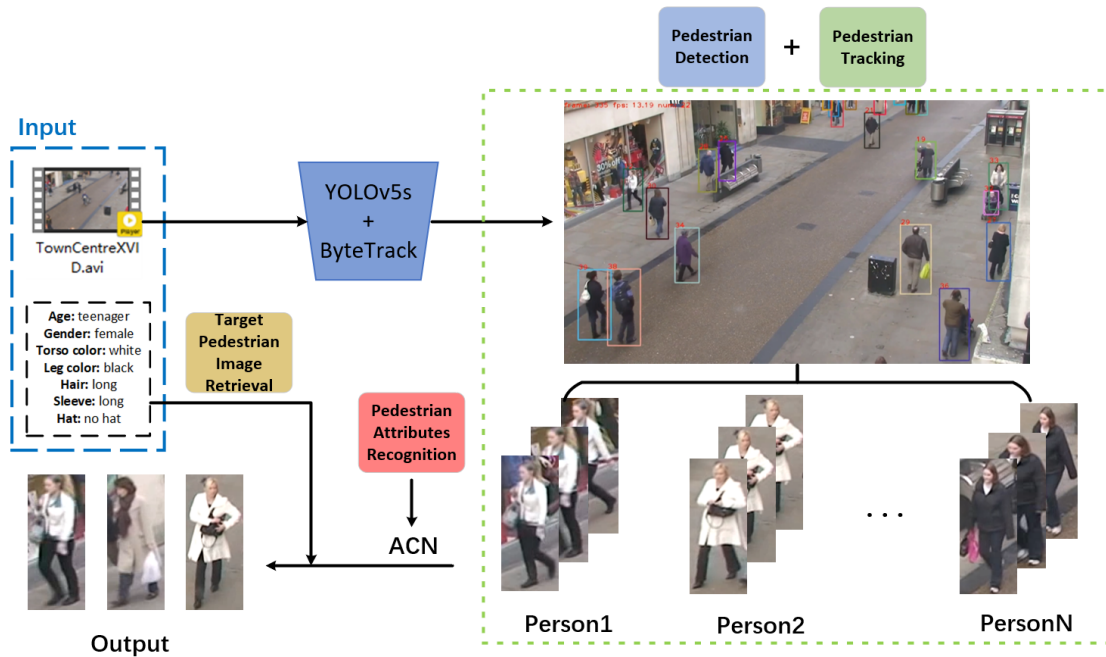 Pedestrian
Detection
+
Pedestrian
Tracking
Input
Player
TownCentreXVI
D.avi
YOLOv5s
+
ByteTrack
Age: teenager
Gender: female
Torso color: white
Leg color: black
Hair: long
Sleeve: long
Hat: no hat
Target
Pedestrian
Image
Retrieval
Pedestrian
Attributes
Recognition
ACN
...
Person1
Person2
PersonN
Output